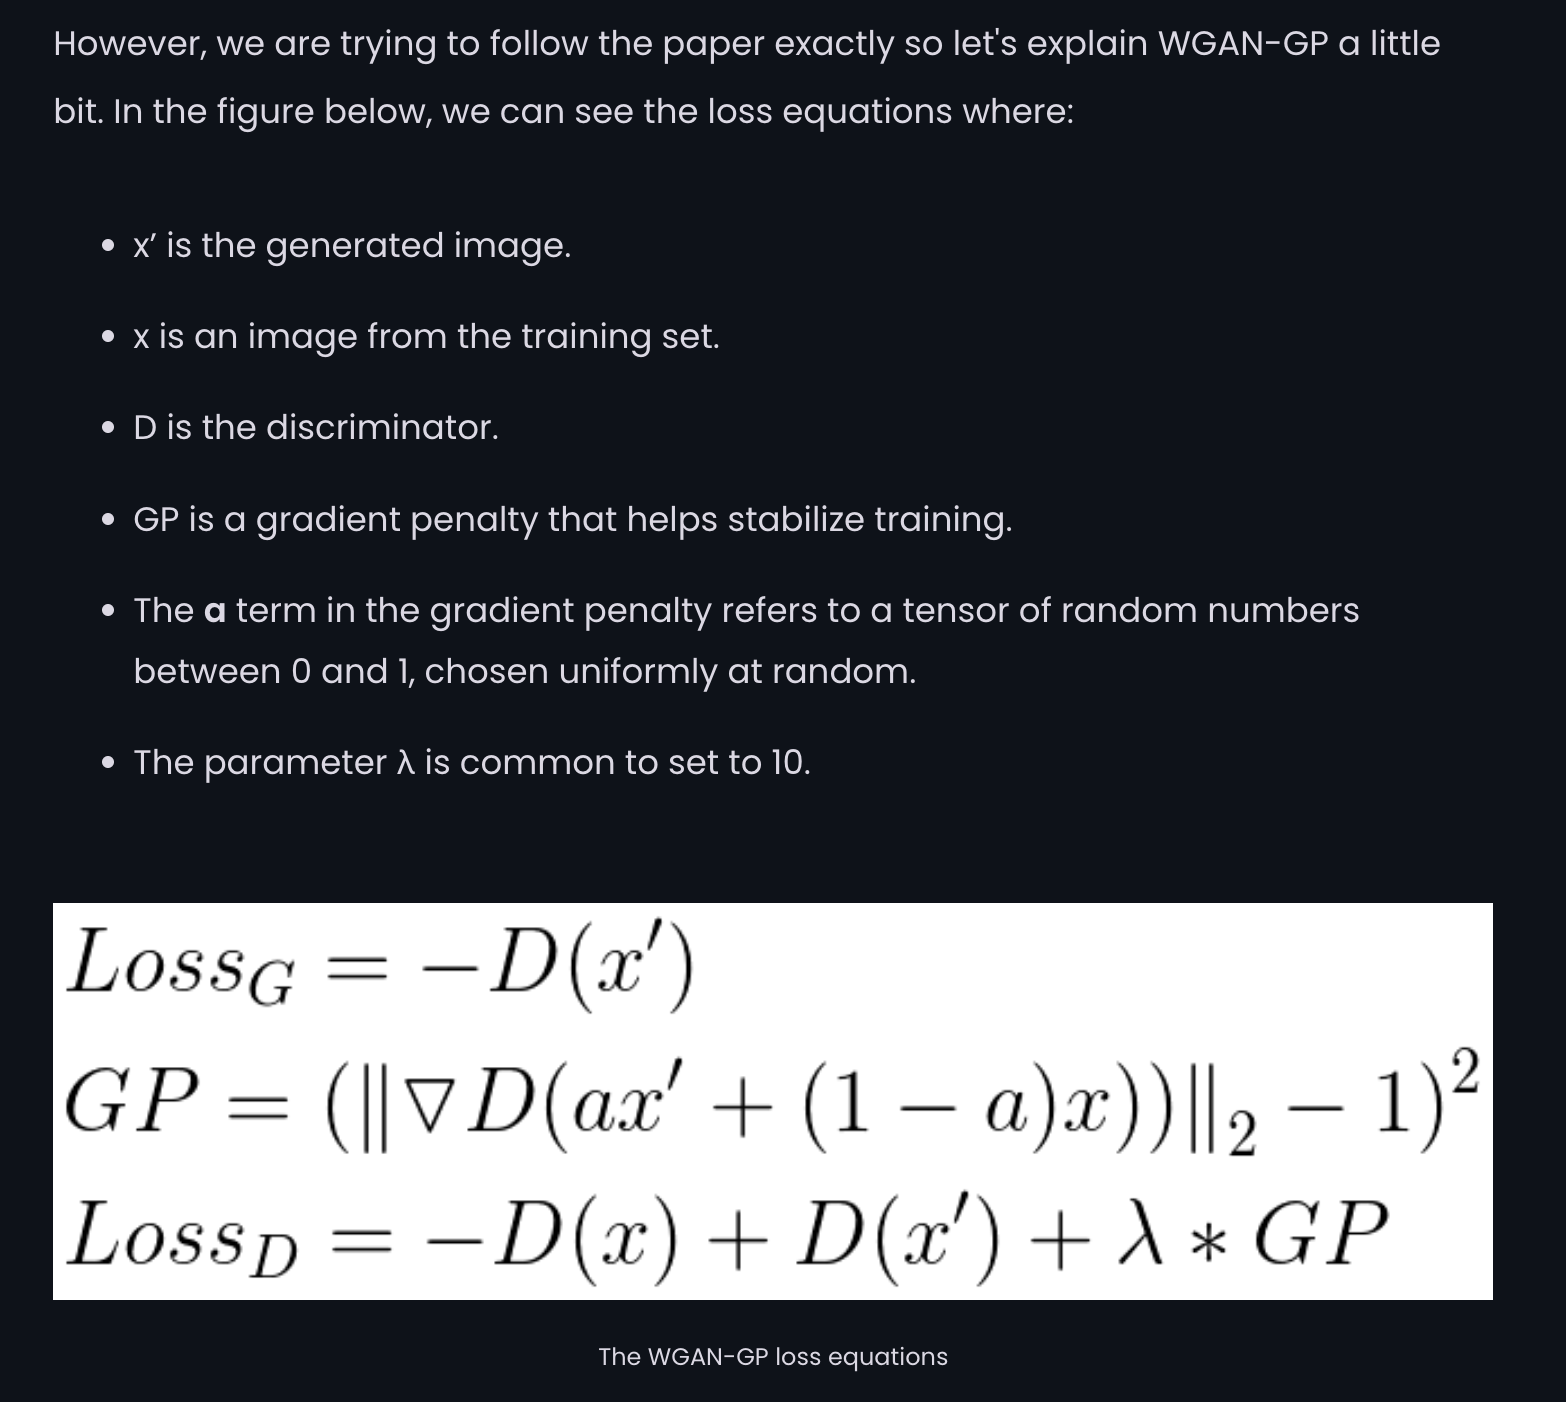 However, we are trying to follow the paper exactly so let's explain WGAN-GP a little
bit. In the figure below, we can see the loss equations where:
• x’ is the generated image.
• x is an image from the training set.
• D is the discriminator.
• GP is a gradient penalty that helps stabilize training.
• The a term in the gradient penalty refers to a tensor of random numbers
between 0 and 1, chosen uniformly at random.
• The parameter λ is common to set to 10.
Loss_G = −D(x′)
GP = (‖∇D(ax′ + (1 − a)x))‖₂ − 1)²
Loss_D = −D(x) + D(x′) + λ ∗ GP
The WGAN-GP loss equations